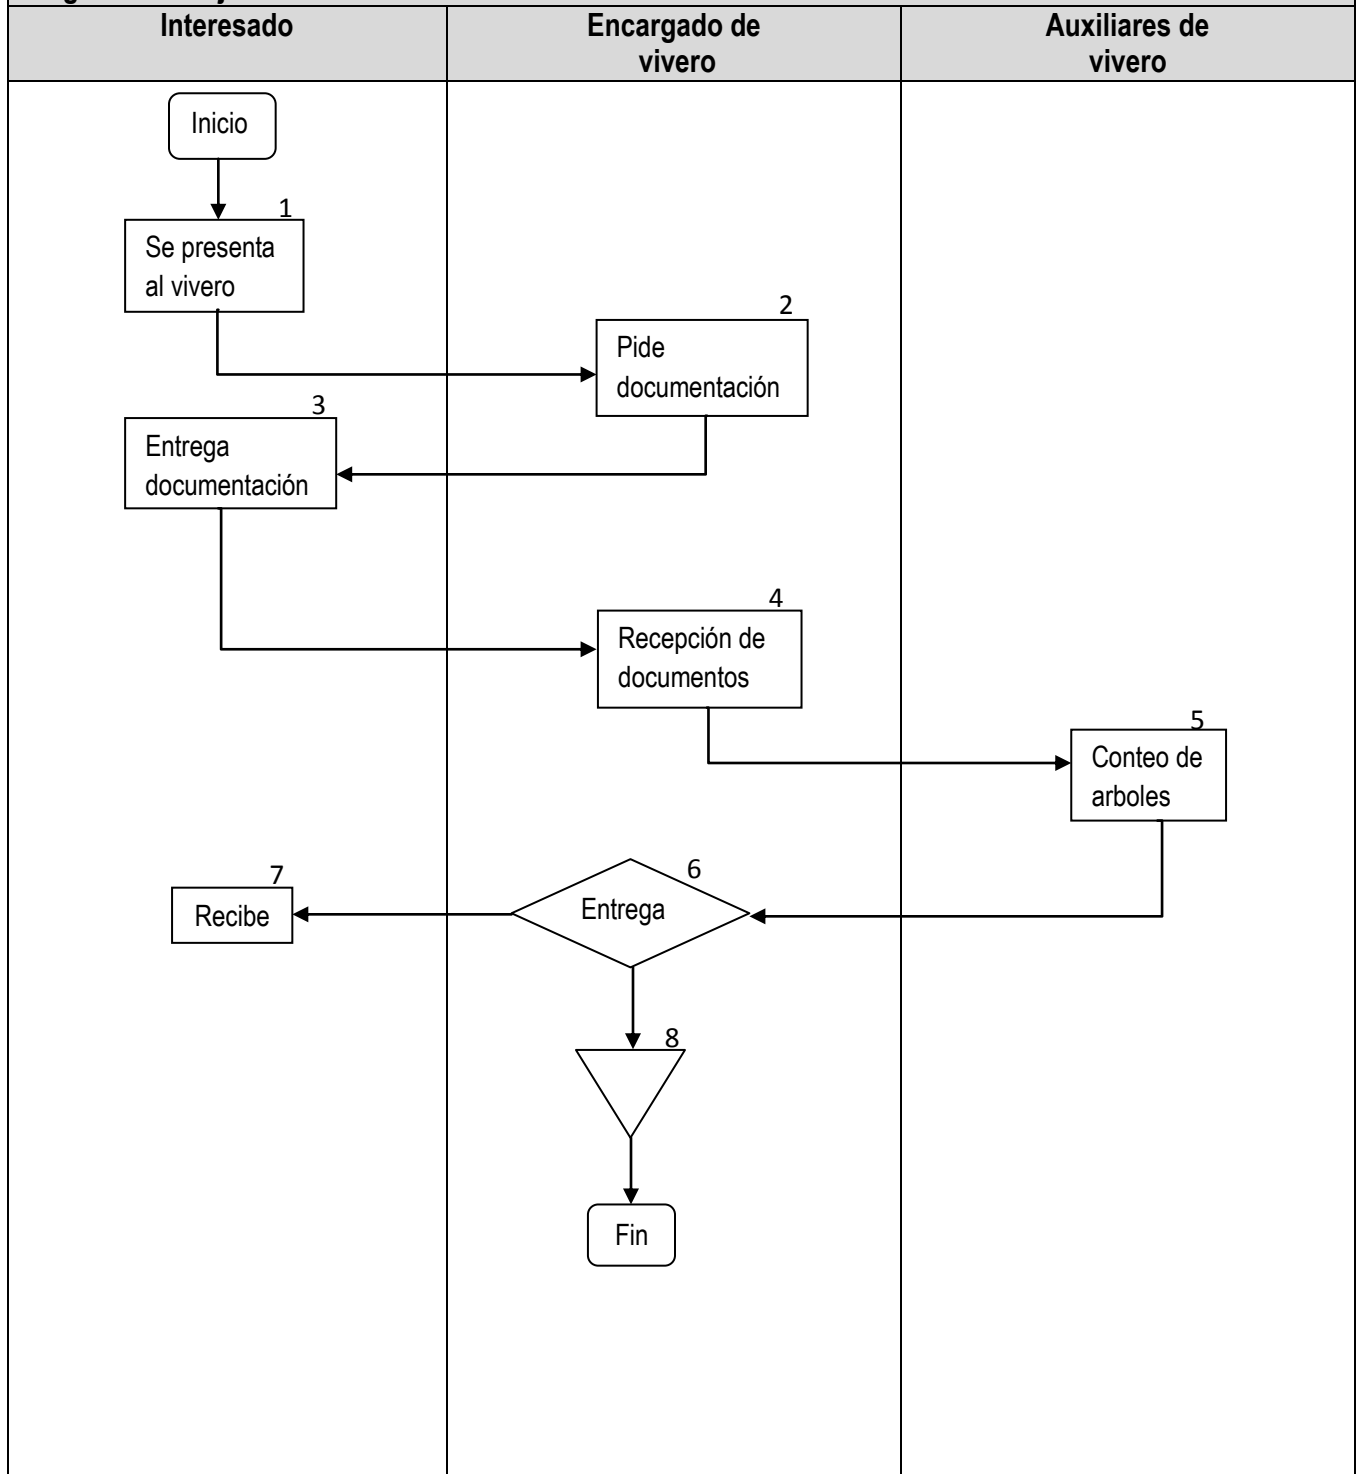 Interesado
Encargado de
vivero
Auxiliares de
vivero
Inicio
1
Se presenta
al vivero
2
Pide
documentación
3
Entrega
documentación
4
Recepción de
documentos
5
Conteo de
arboles
6
Entrega
7
Recibe
8
Fin